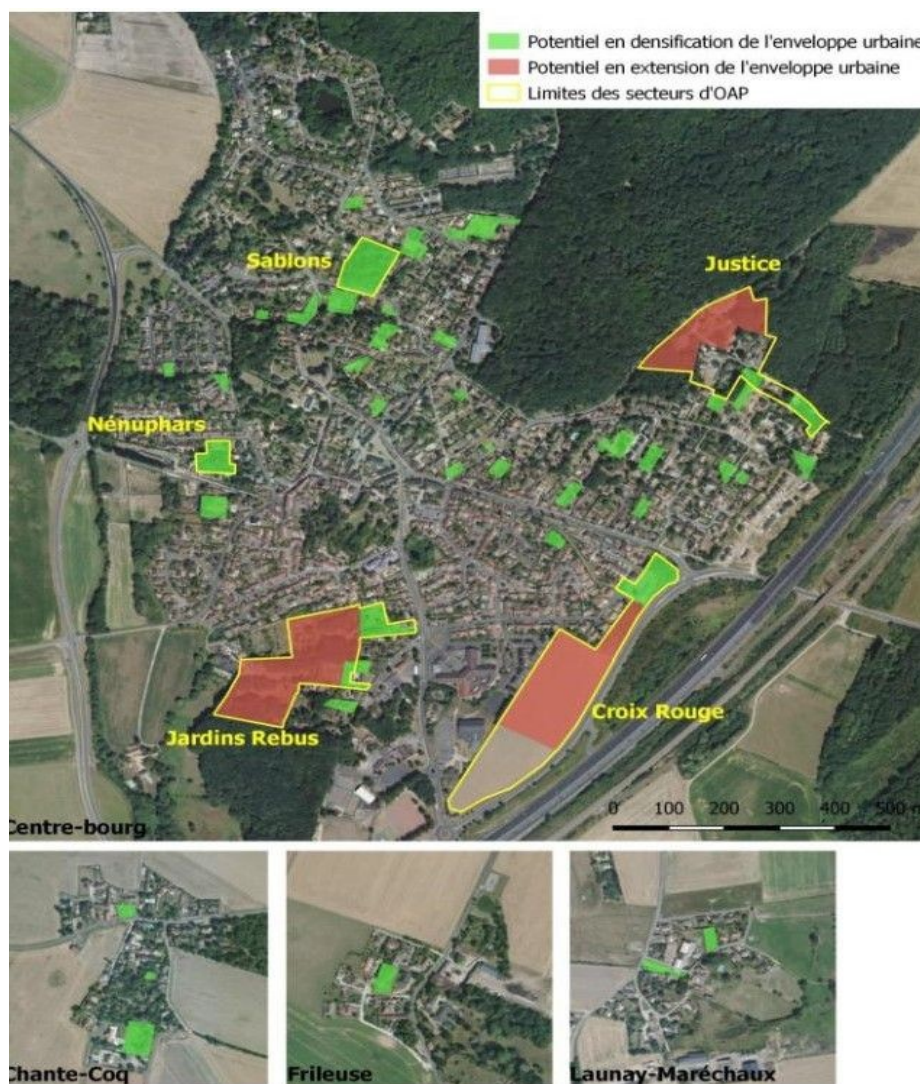 Potentiel en densification de l'enveloppe urbaine
Potentiel en extension de l'enveloppe urbaine
Limites des secteurs d'OAP
Sablons
Justice
Nénuphars
Croix Rouge
Jardins Rebus
0 100 200 300 400 500
Centre-bourg
Chante-Coq
Frileuse
Launay-Maréchaux